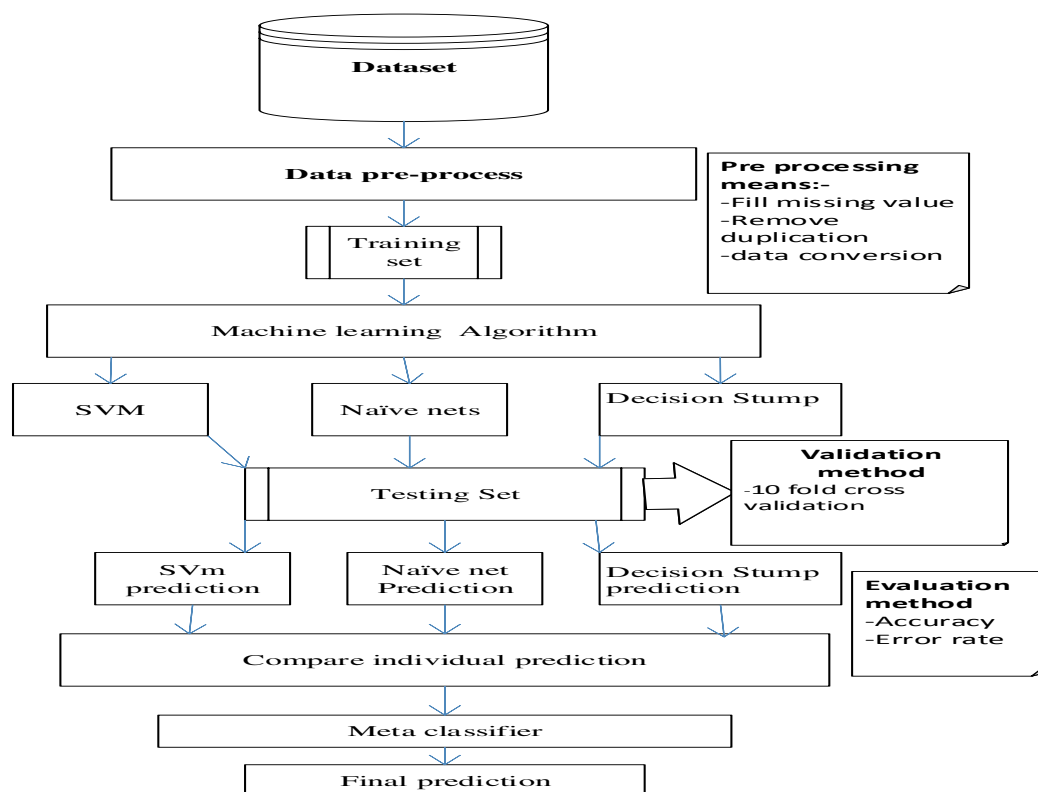 Dataset
Data pre-process
Pre processing
means:-
-Fill missing value
-Remove
duplication
-data conversion
Training
set
Machine learning  Algorithm
SVM
Naïve nets
Decision Stump
Testing Set
Validation
method
-10 fold cross
validation
SVm
prediction
Naïve net
Prediction
Decision Stump
prediction
Evaluation
method
-Accuracy
-Error rate
Compare individual prediction
Meta classifier
Final prediction